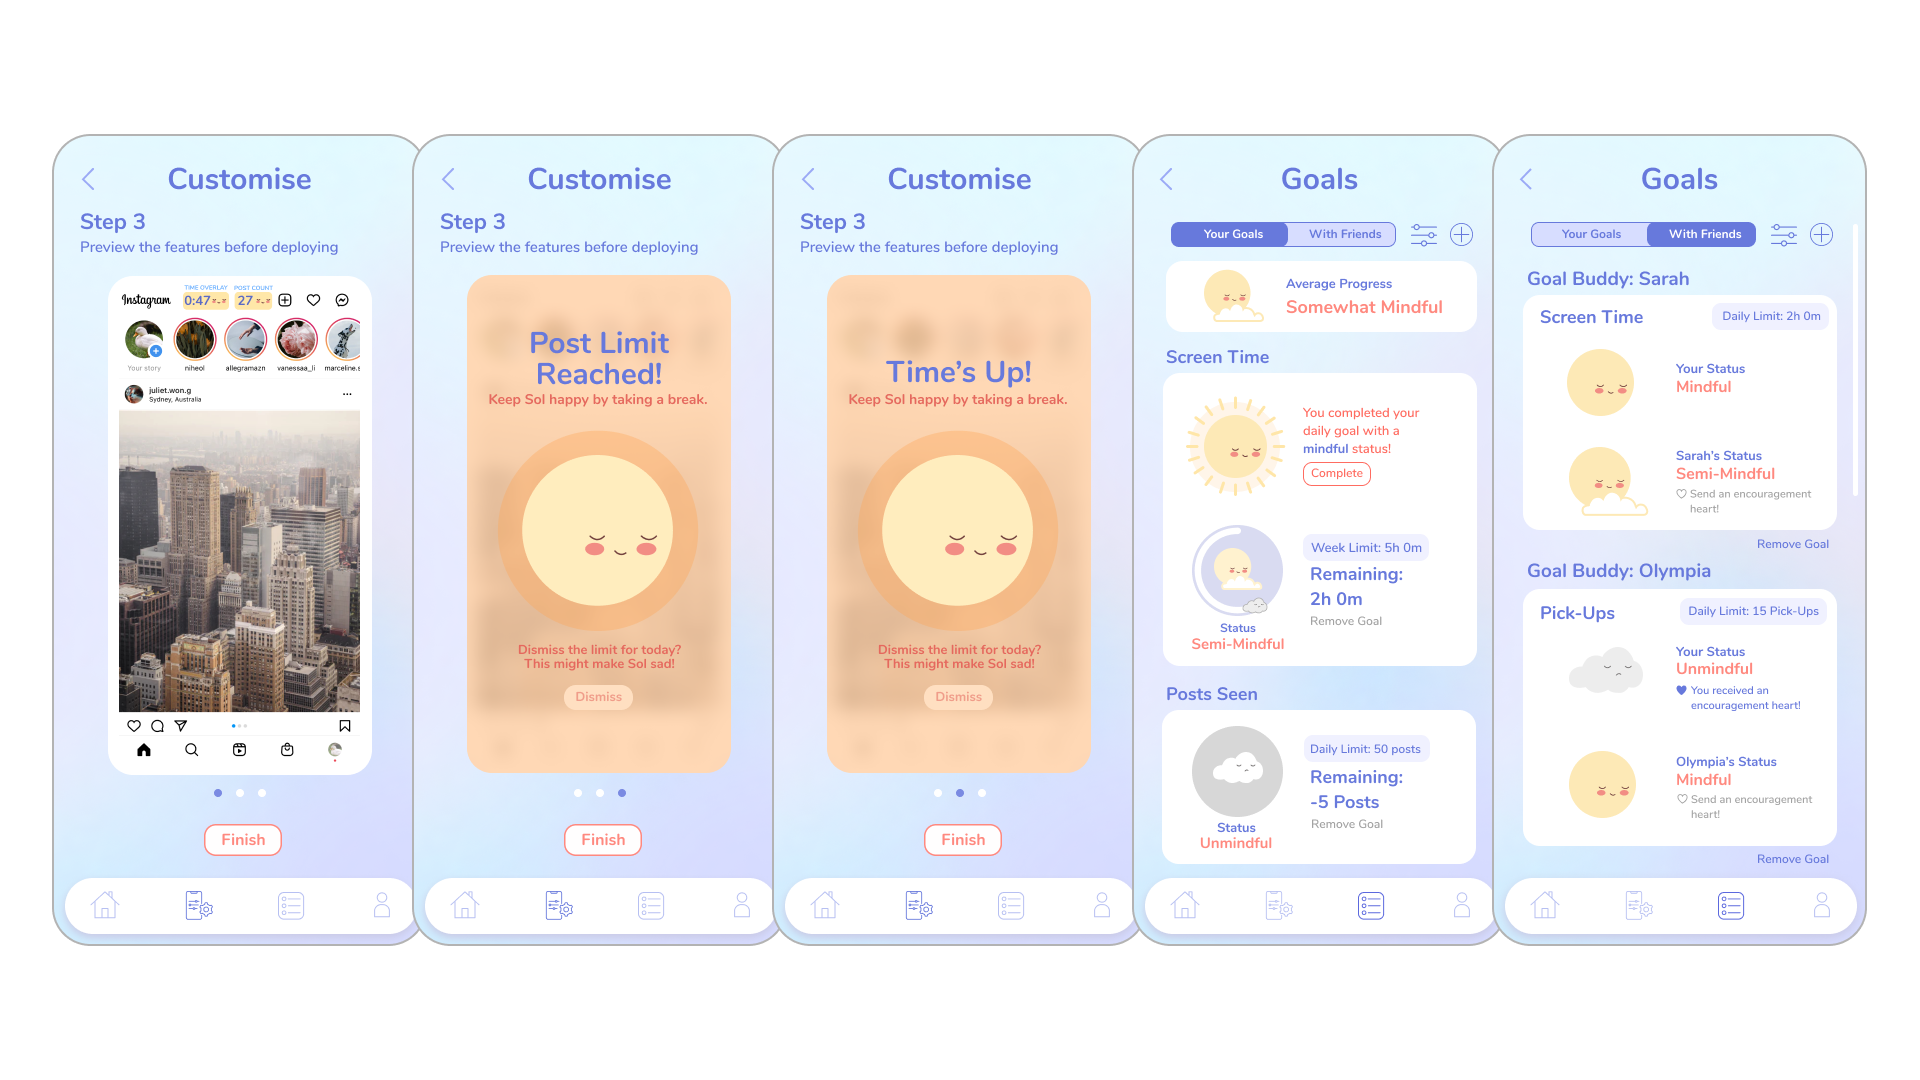 Customise
Step 3
Preview the features before deploying
Instagram
TIME OVERLAY
POST COUNT
0:47
27
Your story
niheol
allegramazn
vanessaa_li
marceline.s
juliet.won.g
Sydney, Australia
Finish
Customise
Step 3
Preview the features before deploying
Post Limit
Reached!
Keep Sol happy by taking a break.
Dismiss the limit for today?
This might make Sol sad!
Dismiss
Finish
Customise
Step 3
Preview the features before deploying
Time's Up!
Keep Sol happy by taking a break.
Dismiss the limit for today?
This might make Sol sad!
Dismiss
Finish
Goals
Your Goals
With Friends
Average Progress
Somewhat Mindful
Screen Time
You completed your
daily goal with a
mindful status!
Complete
Week Limit: 5h 0m
Remaining:
2h 0m
Remove Goal
Status
Semi-Mindful
Posts Seen
Daily Limit: 50 posts
Remaining:
-5 Posts
Remove Goal
Status
Unmindful
Goals
Your Goals
With Friends
Goal Buddy: Sarah
Screen Time
Daily Limit: 2h 0m
Your Status
Mindful
Sarah's Status
Semi-Mindful
Send an encouragement
heart!
Remove Goal
Goal Buddy: Olympia
Pick-Ups
Daily Limit: 15 Pick-Ups
Your Status
Unmindful
You received an
encouragement heart!
Olympia's Status
Mindful
Send an encouragement
heart!
Remove Goal